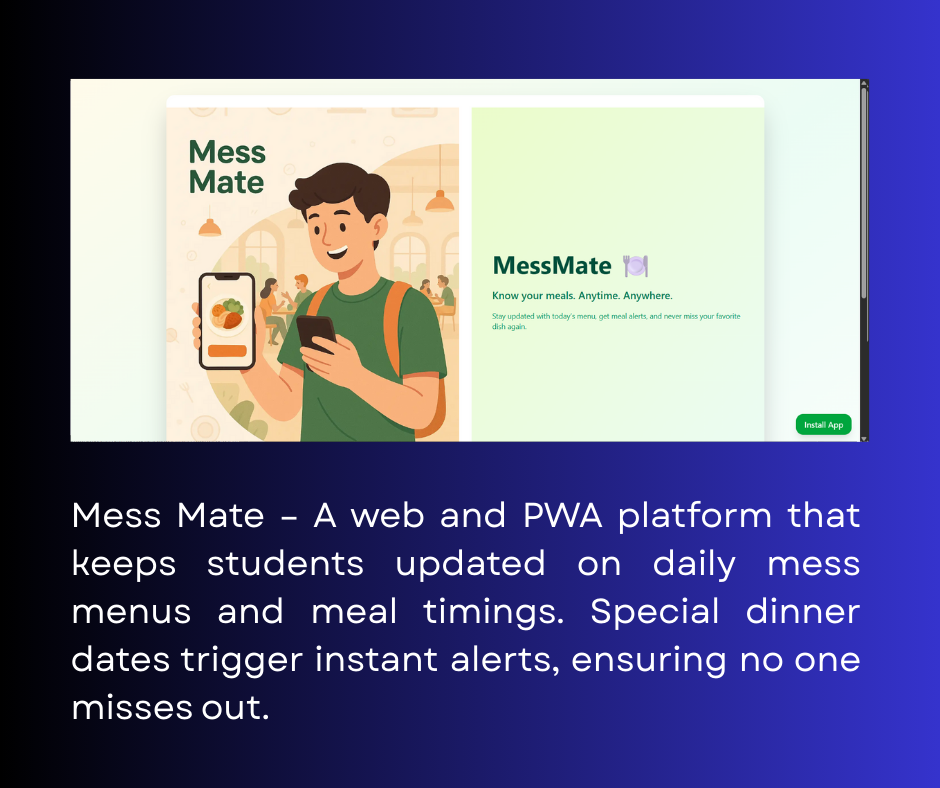 Mess
Mate
MessMate
Know your meals. Anytime. Anywhere.
Stay updated with today's menu, get meal alerts, and never miss your favorite
dish again.
Install App
Mess Mate – A web and PWA platform that
keeps students updated on daily mess
menus and meal timings. Special dinner
dates trigger instant alerts, ensuring no one
misses out.